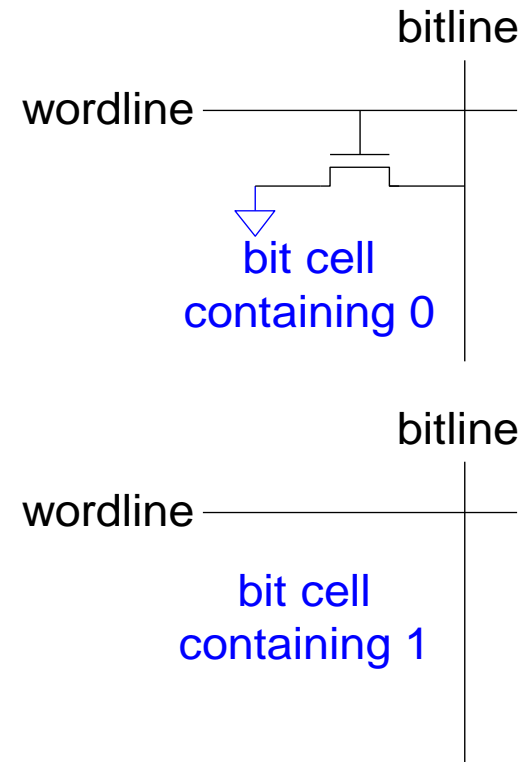 bitline
wordline
bit cell
containing 0
bitline
wordline
bit cell
containing 1